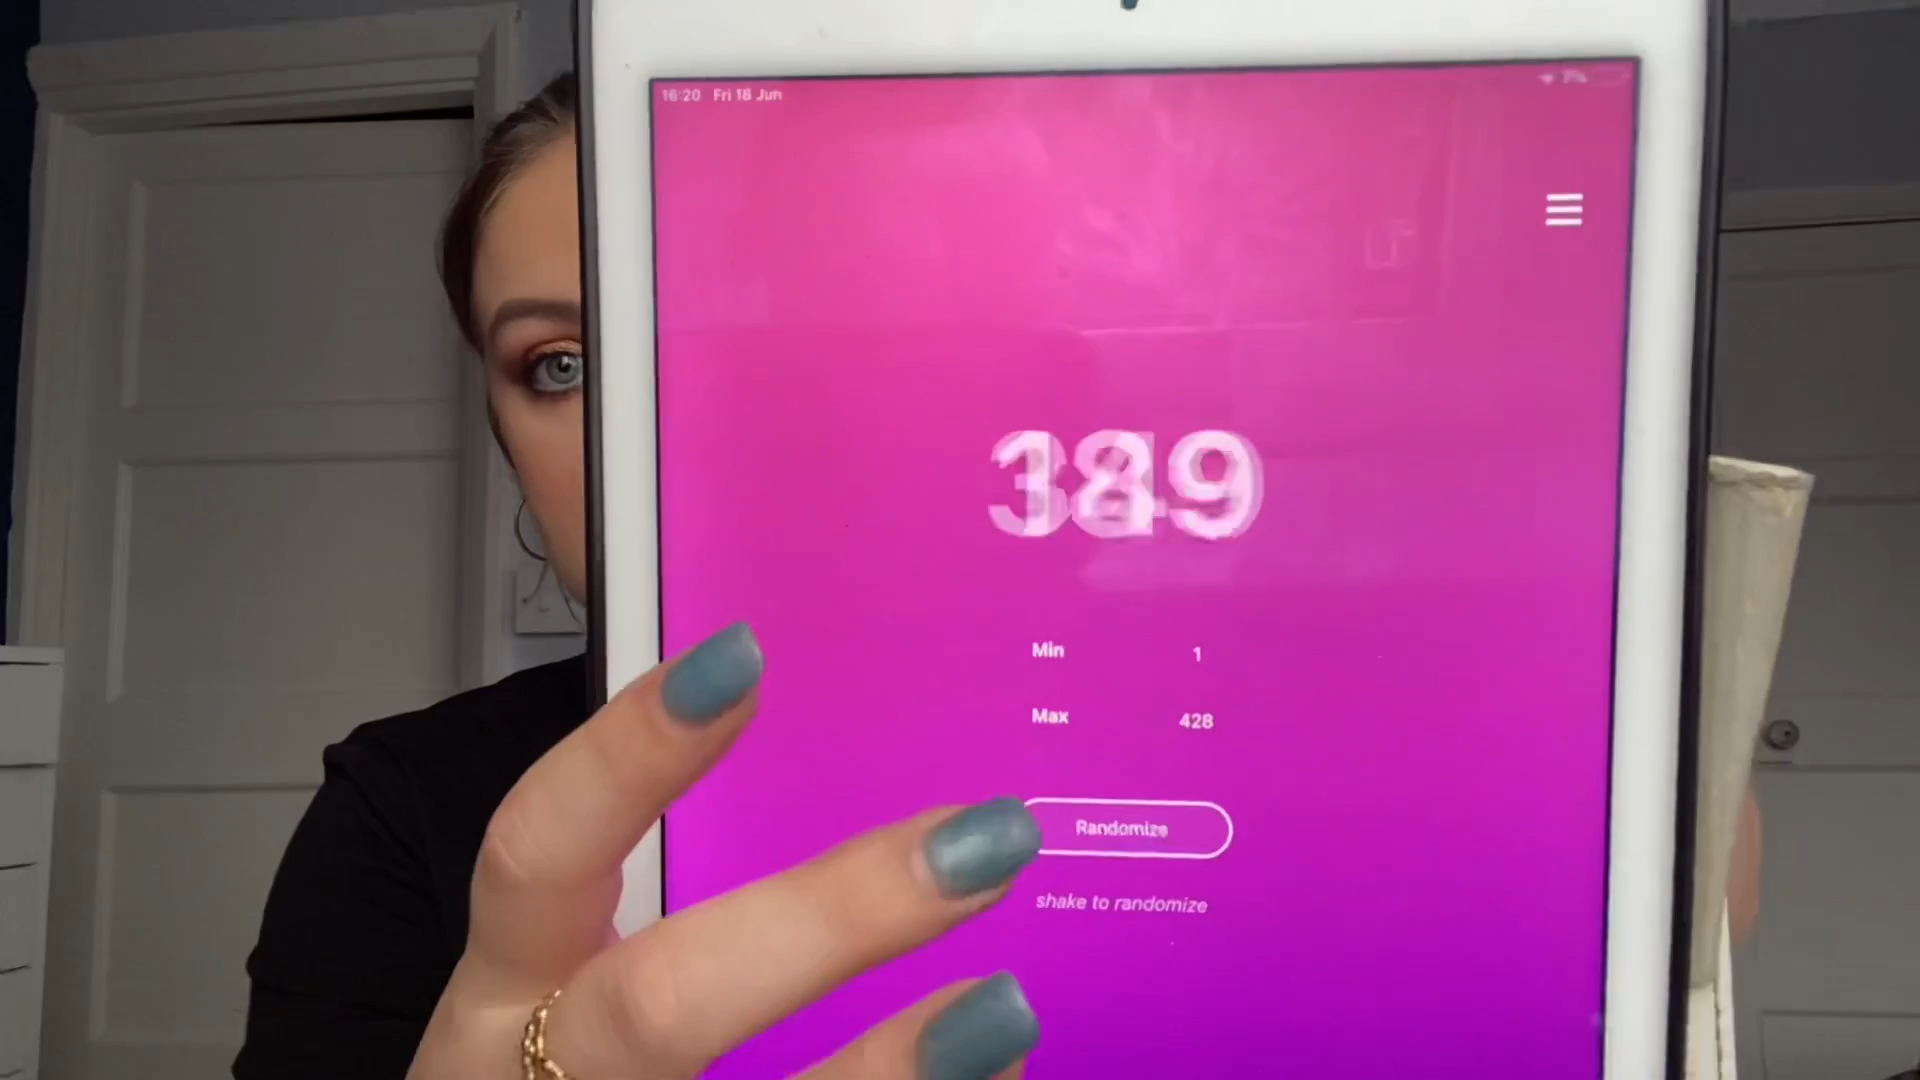 16:20 Fri 18 Jun
Min 1
Max 428
Randomize
shake to randomize